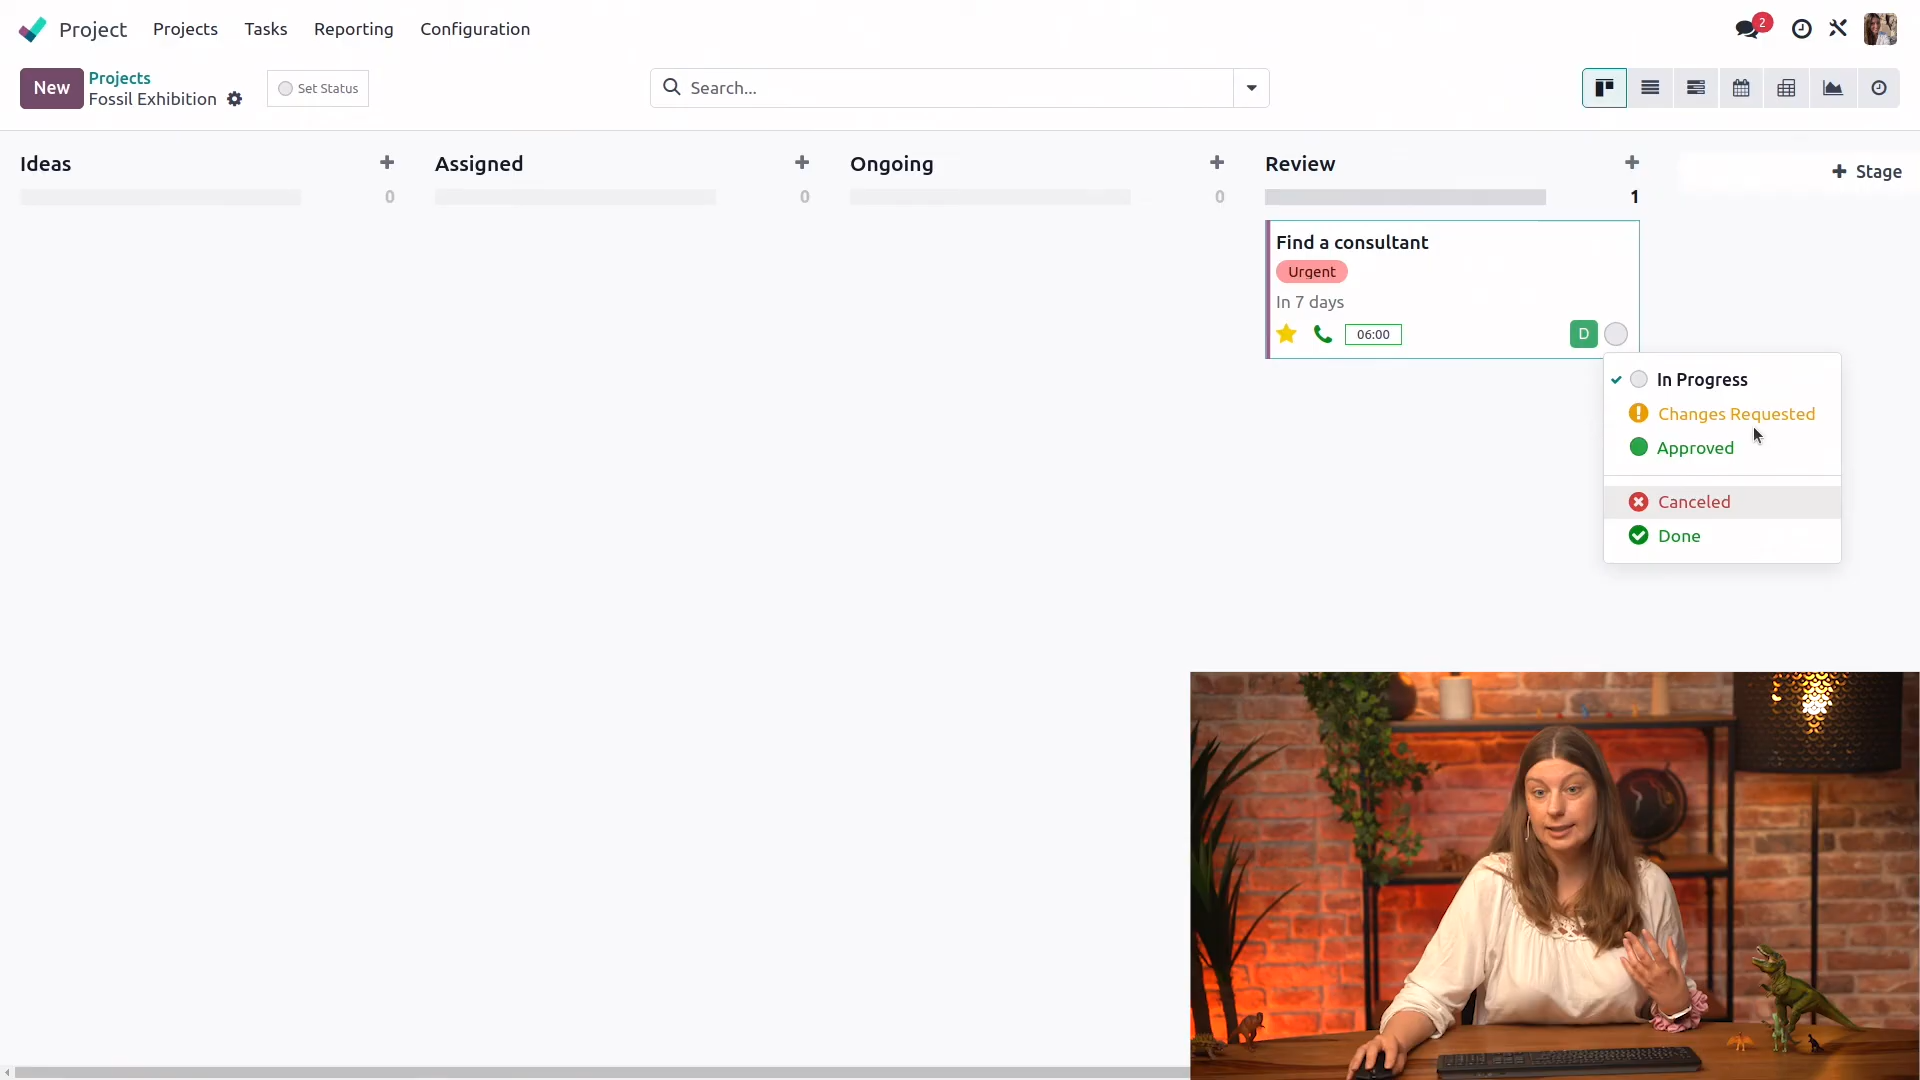 Project Projects Tasks Reporting Configuration 2
New Projects
Fossil Exhibition Set Status Search...
Ideas Assigned Ongoing Review Stage
0 0 0 1
Find a consultant
Urgent
In 7 days
06:00 D
In Progress
Changes Requested
Approved
Canceled
Done